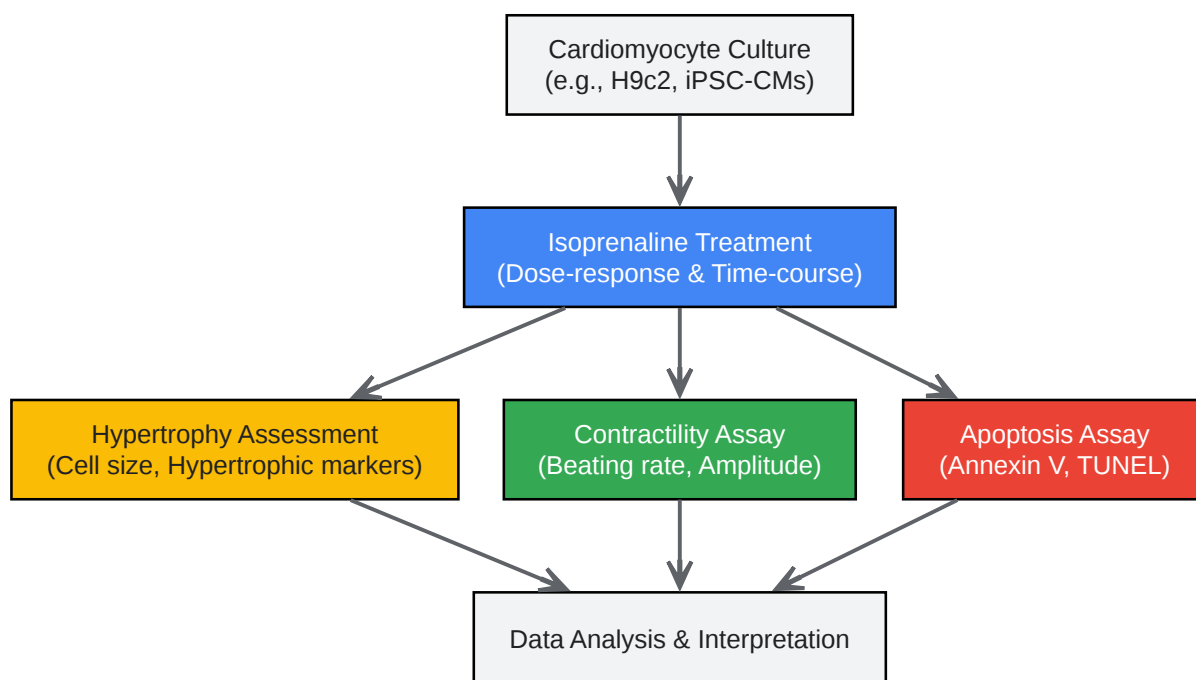 Cardiomyocyte Culture
(e.g., H9c2, iPSC-CMs)
Isoprenaline Treatment
(Dose-response & Time-course)
Hypertrophy Assessment
(Cell size, Hypertrophic markers)
Contractility Assay
(Beating rate, Amplitude)
Apoptosis Assay
(Annexin V, TUNEL)
Data Analysis & Interpretation